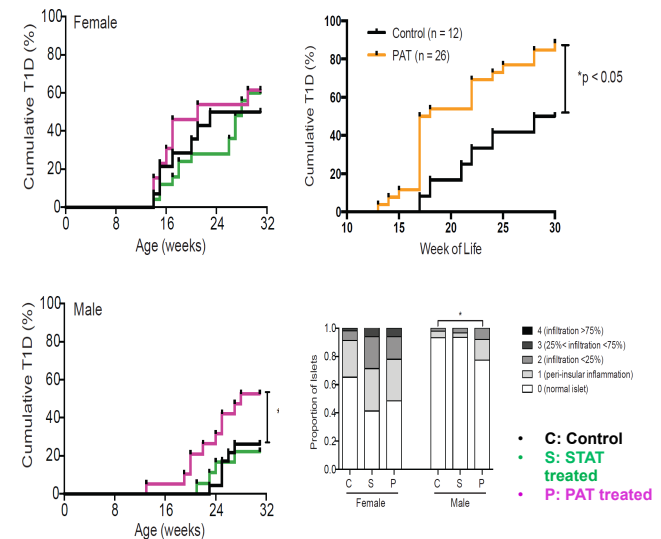 Female
Cumulative T1D (%)
100
80
60
40
20
0
0 8 16 24 32
Age (weeks)
Control (n = 12)
PAT (n = 26)
Cumulative T1D (%)
100
80
60
40
20
0
10 15 20 25 30
Week of Life
*p < 0.05
Male
Cumulative T1D (%)
100
80
60
40
20
0
0 8 16 24 32
Age (weeks)
*
Proportion of Islets
1.0
0.8
0.6
0.4
0.2
0.0
*
C S P C S P
Female Male
4 (infiltration >75%)
3 (25%< infiltration <75%)
2 (infiltration <25%)
1 (peri-insular inflammation)
0 (normal islet)
• C: Control
• S: STAT
treated
• P: PAT treated